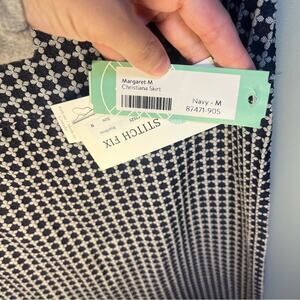 Margaret M
Christiana Skirt
Navy - M
87471-905
STITCH FIX